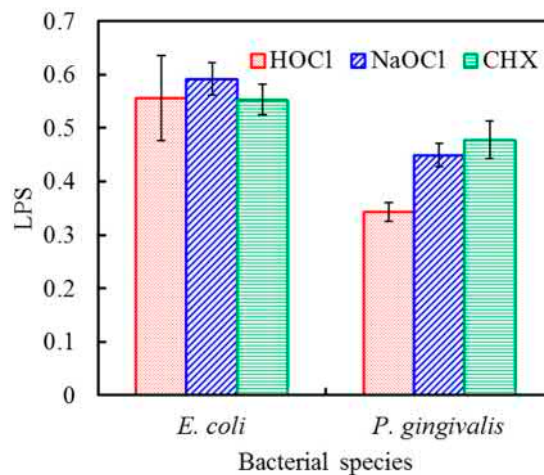 0.7
HOCl NaOCl CHX
0.6
0.5
0.4
LPS
0.3
0.2
0.1
0
E. coli P. gingivalis
Bacterial species